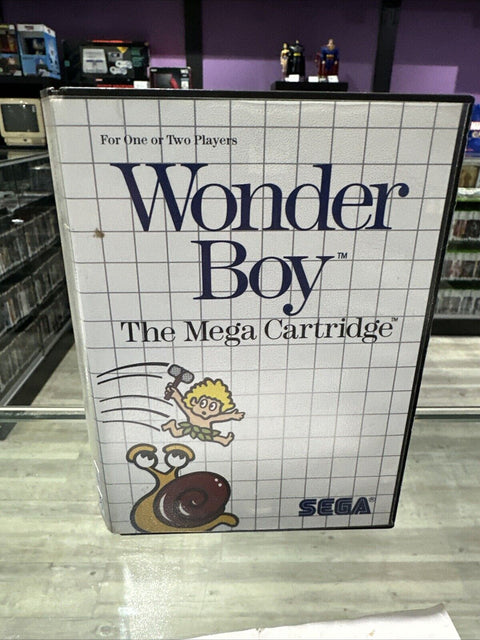 For One or Two Players
Wonder
Boy™
The Mega Cartridge™
SEGA®